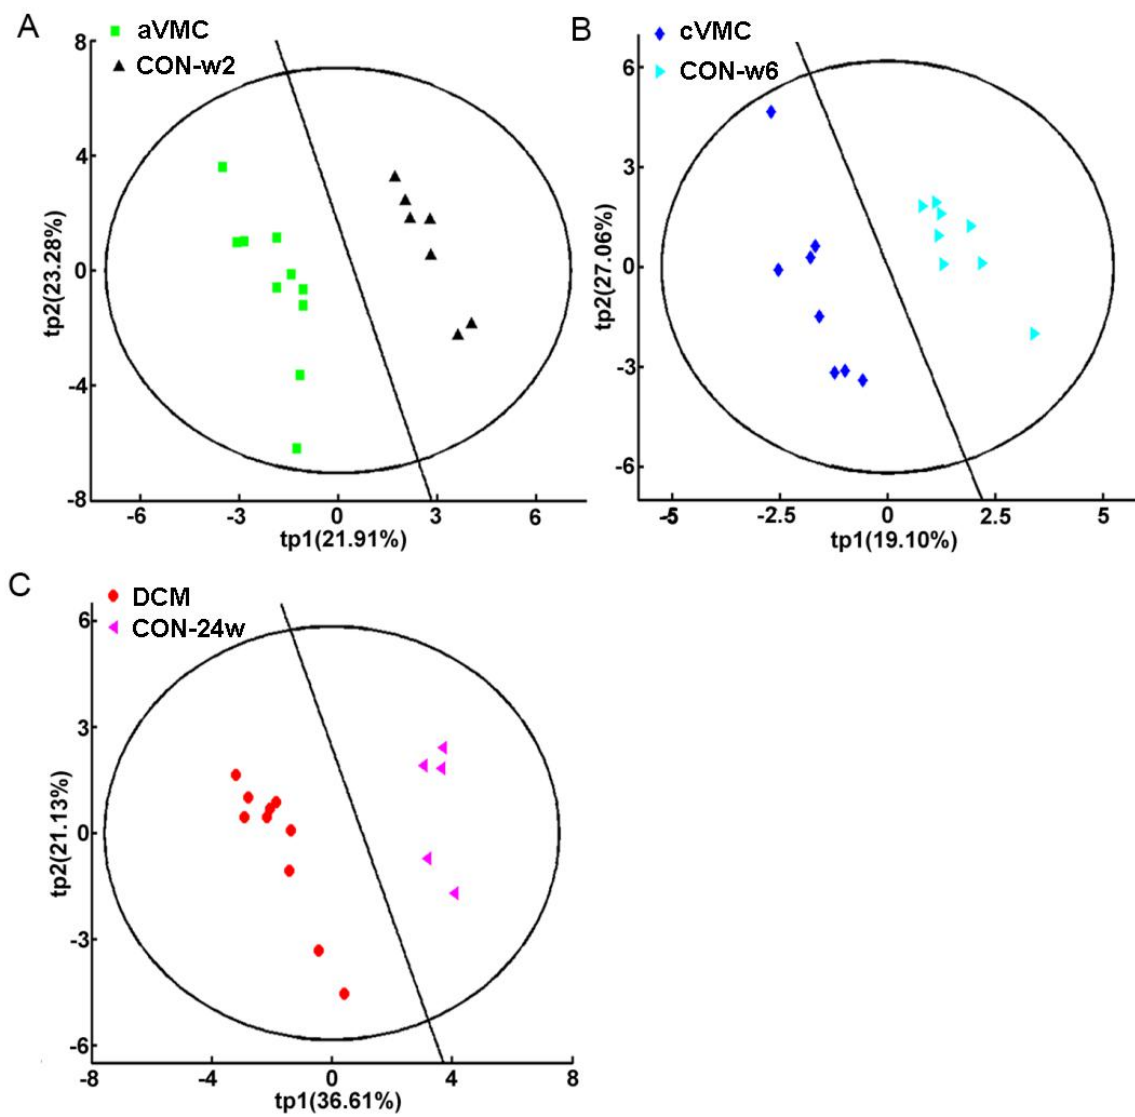 A
aVMC
CON-w2
8
4
0
-4
-8
tp2(23.28%)
-6
-3
0
3
6
tp1(21.91%)
B
cVMC
CON-w6
6
3
0
-3
-6
tp2(27.06%)
-5
-2.5
0
2.5
5
tp1(19.10%)
C
DCM
CON-24w
6
3
0
-3
-6
tp2(21.13%)
-8
-4
0
4
8
tp1(36.61%)